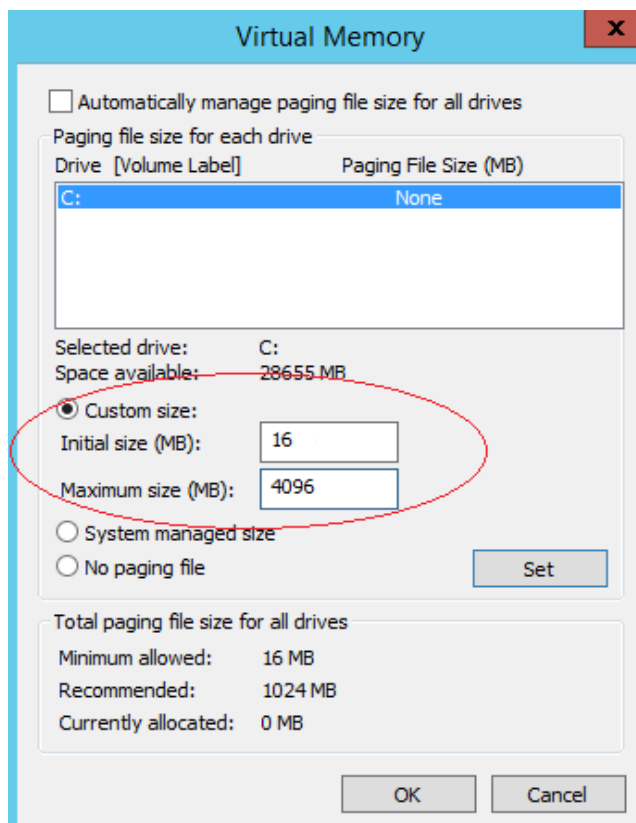 Virtual Memory
x
Automatically manage paging file size for all drives
Paging file size for each drive
Drive [Volume Label] Paging File Size (MB)
C: None
Selected drive: C:
Space available: 28655 MB
Custom size:
Initial size (MB): 16
Maximum size (MB): 4096
System managed size
No paging file
Set
Total paging file size for all drives
Minimum allowed: 16 MB
Recommended: 1024 MB
Currently allocated: 0 MB
OK Cancel